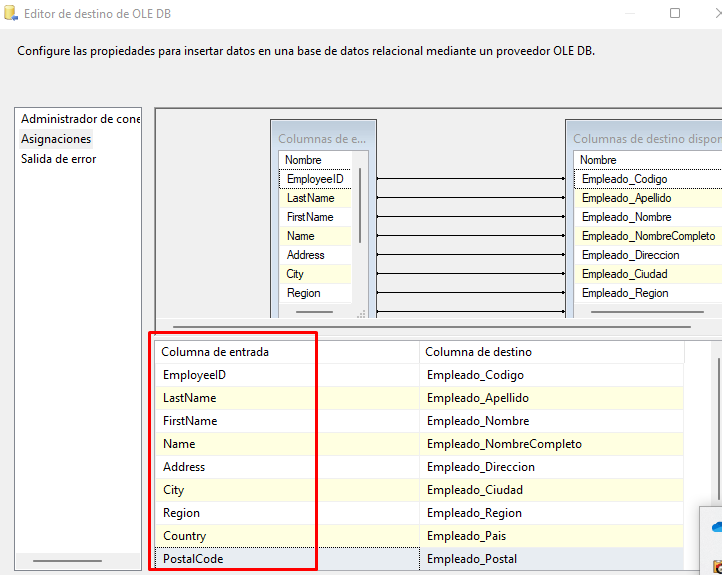 Editor de destino de OLE DB
Configure las propiedades para insertar datos en una base de datos relacional mediante un proveedor OLE DB.
Administrador de cone
Asignaciones
Salida de error
Columnas de e...
Nombre
EmployeeID
LastName
FirstName
Name
Address
City
Region
Columnas de destino dispon
Nombre
Empleado_Codigo
Empleado_Apellido
Empleado_Nombre
Empleado_NombreCompleto
Empleado_Direccion
Empleado_Ciudad
Empleado_Region
Columna de entrada Columna de destino
EmployeeID Empleado_Codigo
LastName Empleado_Apellido
FirstName Empleado_Nombre
Name Empleado_NombreCompleto
Address Empleado_Direccion
City Empleado_Ciudad
Region Empleado_Region
Country Empleado_Pais
PostalCode Empleado_Postal